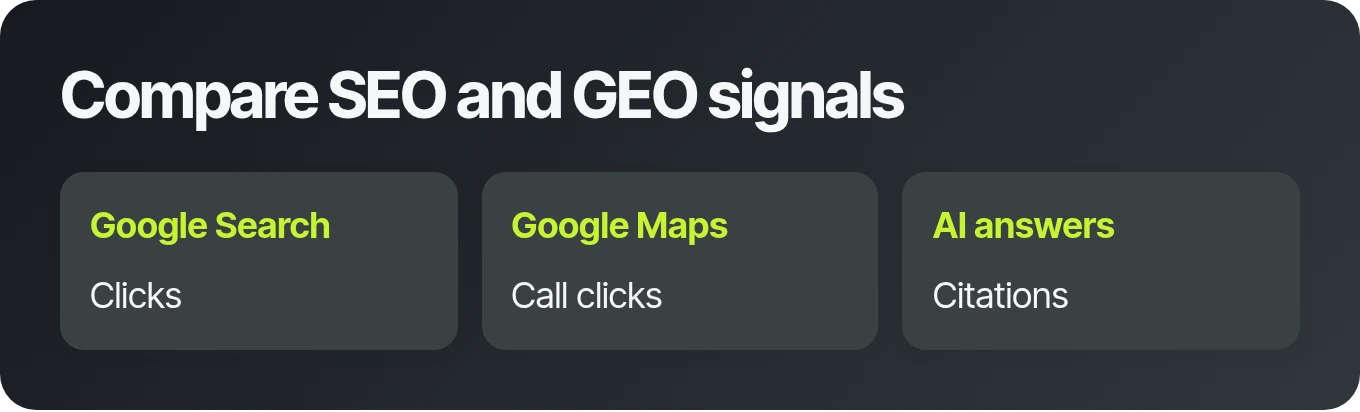 Compare SEO and GEO signals
Google Search
Clicks
Google Maps
Call clicks
AI answers
Citations